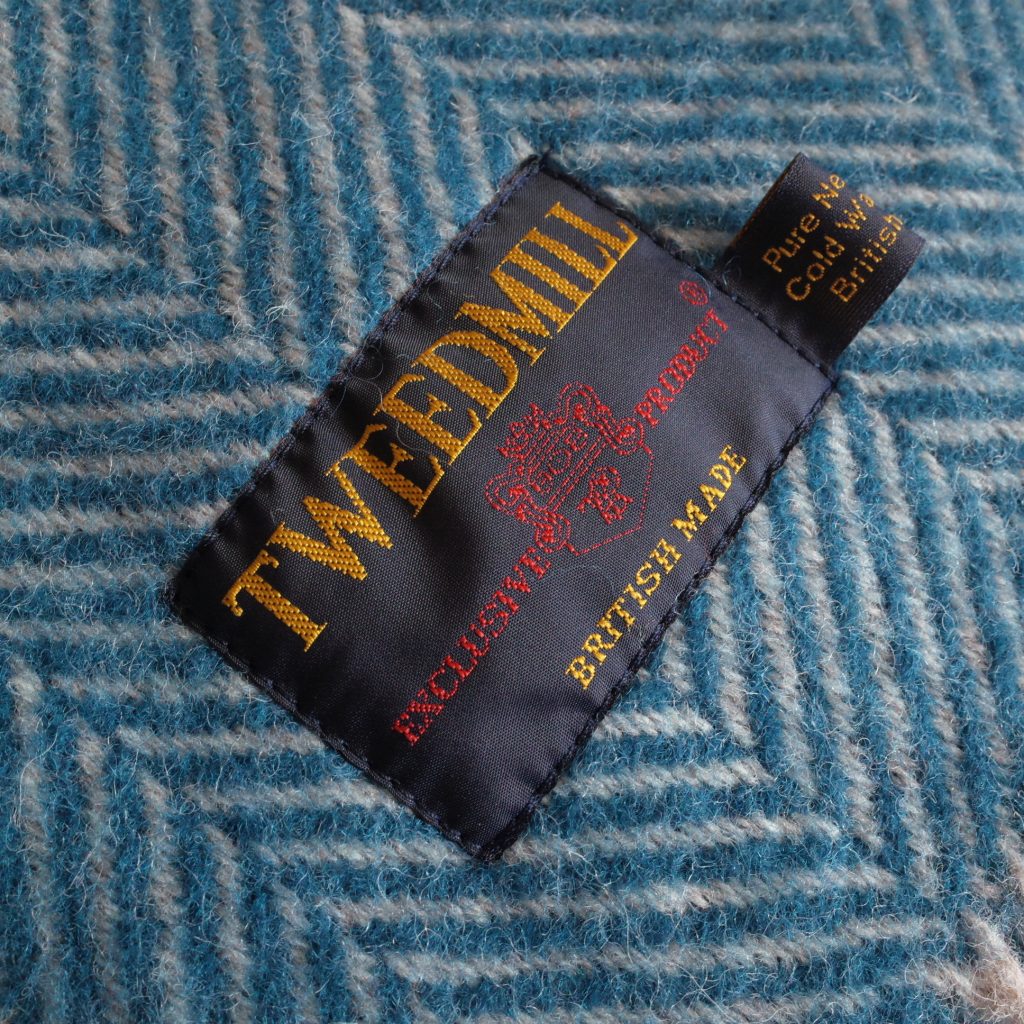 TWEEDMILL
EXCLUSIVE PRODUCT ®
BRITISH MADE
Pure Ne
Cold Wa
British